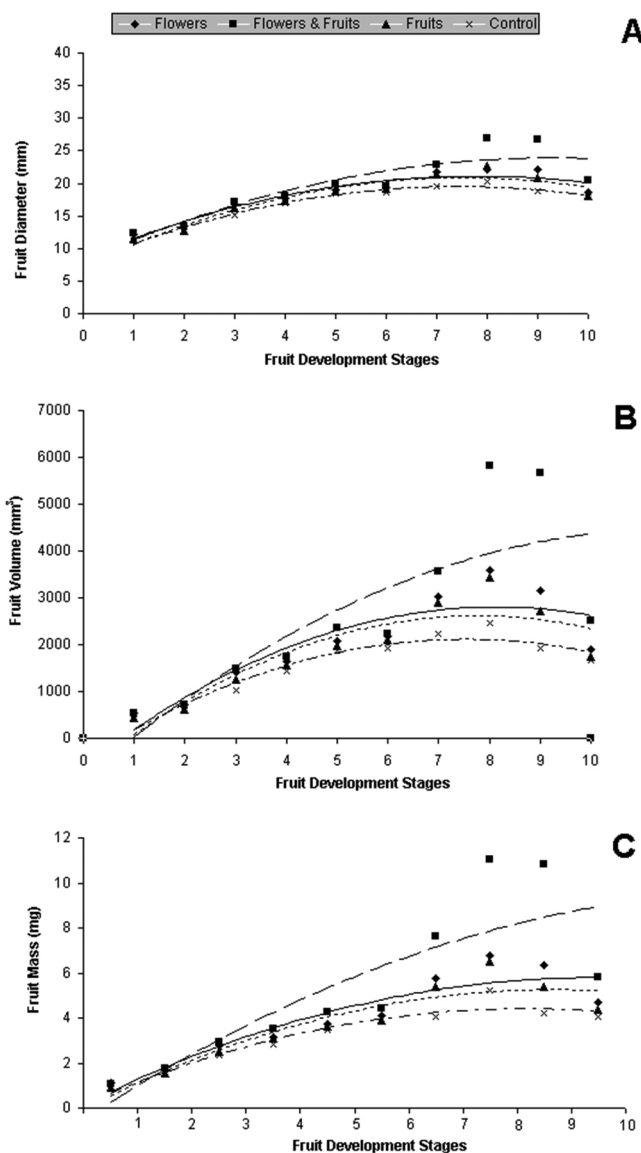 Flowers Flowers & Fruits Fruits Control
A
40
35
30
25
20
15
10
5
0
Fruit Diameter (mm)
0 1 2 3 4 5 6 7 8 9 10
Fruit Development Stages
B
7000
6000
5000
4000
3000
2000
1000
0
Fruit Volume (mm³)
0 1 2 3 4 5 6 7 8 9 10
Fruit Development Stages
C
12
10
8
6
4
2
0
Fruit Mass (mg)
1 2 3 4 5 6 7 8 9 10
Fruit Development Stages